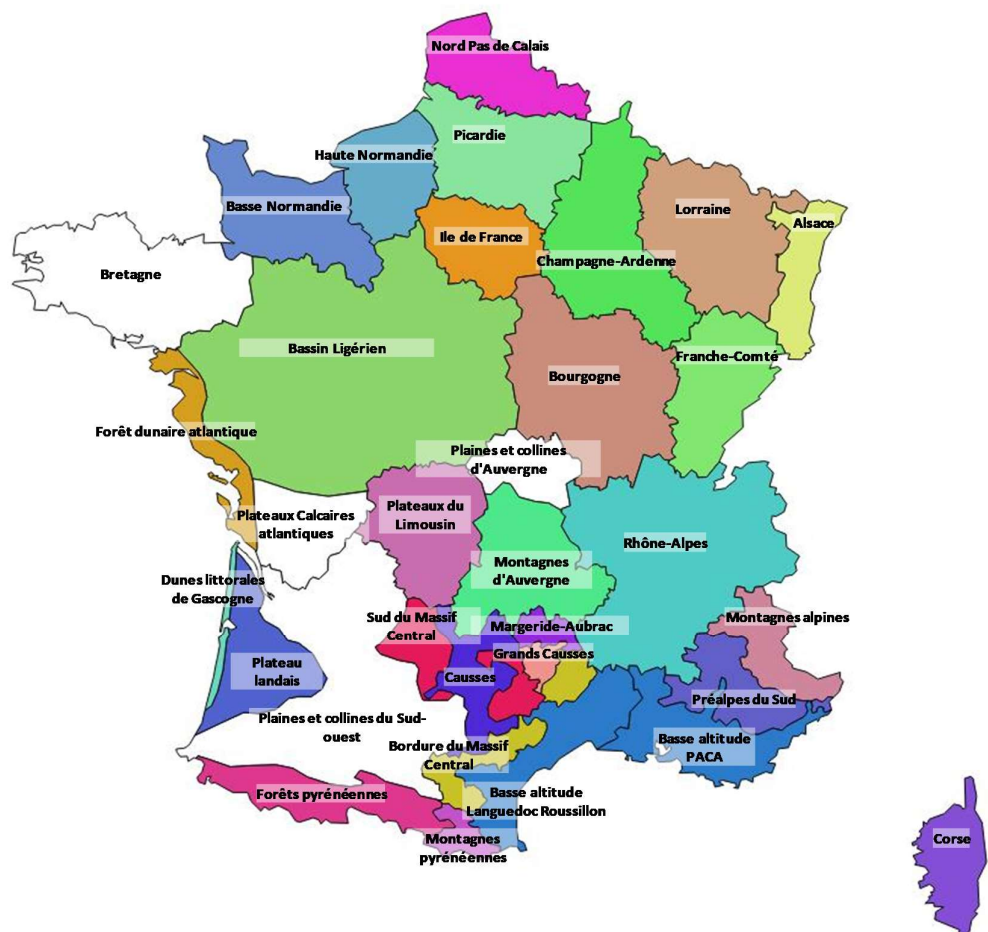 Nord Pas de Calais
Picardie
Haute Normandie
Basse Normandie
Lorraine
Alsace
Ile de France
Champagne-Ardenne
Bretagne
Bassin Ligérien
Franche-Comté
Bourgogne
Forêt dunaire atlantique
Plaines et collines
d'Auvergne
Plateaux du
Limousin
Plateaux Calcaires
atlantiques
Rhône-Alpes
Montagnes
d'Auvergne
Dunes littorales
de Gascogne
Sud du Massif
Central
Margeride-Aubrac
Montagnes alpines
Grands Causses
Plateau
landais
Causses
Préalpes du Sud
Plaines et collines du Sud-
ouest
Bordure du Massif
Central
Basse altitude
PACA
Forêts pyrénéennes
Basse altitude
Languedoc Roussillon
Montagnes
pyrénéennes
Corse